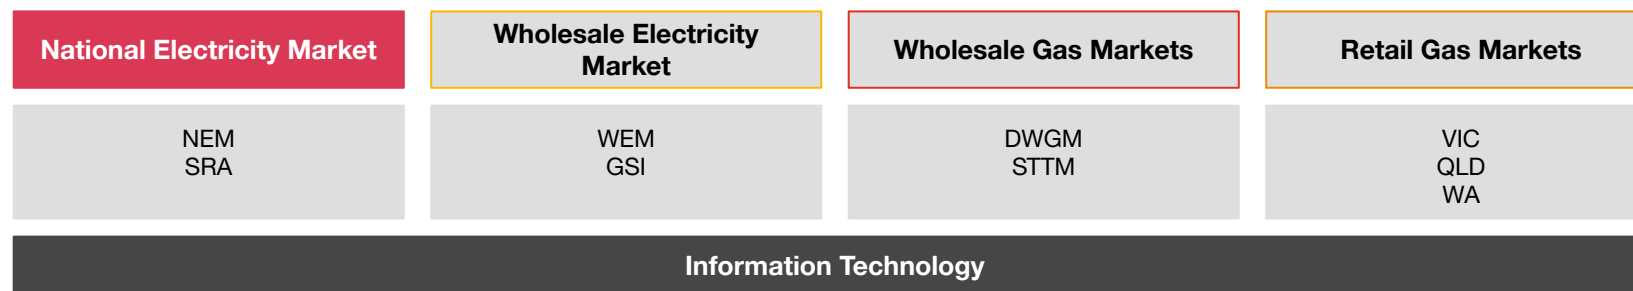 National Electricity Market
Wholesale Electricity
Market
Wholesale Gas Markets
Retail Gas Markets
NEM
SRA
WEM
GSI
DWGM
STTM
VIC
QLD
WA
Information Technology